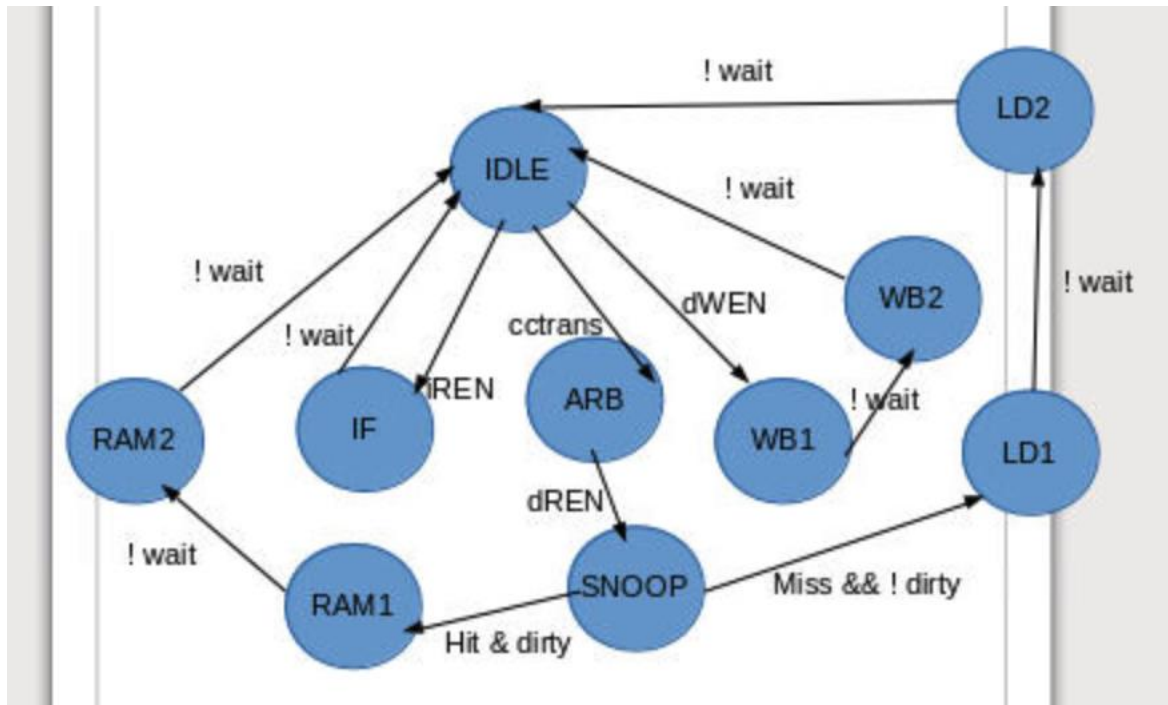 ! wait
LD2
IDLE
! wait
WB2
! wait
! wait
dWEN
cctrans
! wait
iREN
ARB
! wait
RAM2
IF
WB1
LD1
dREN
! wait
SNOOP
Miss && ! dirty
RAM1
Hit & dirty